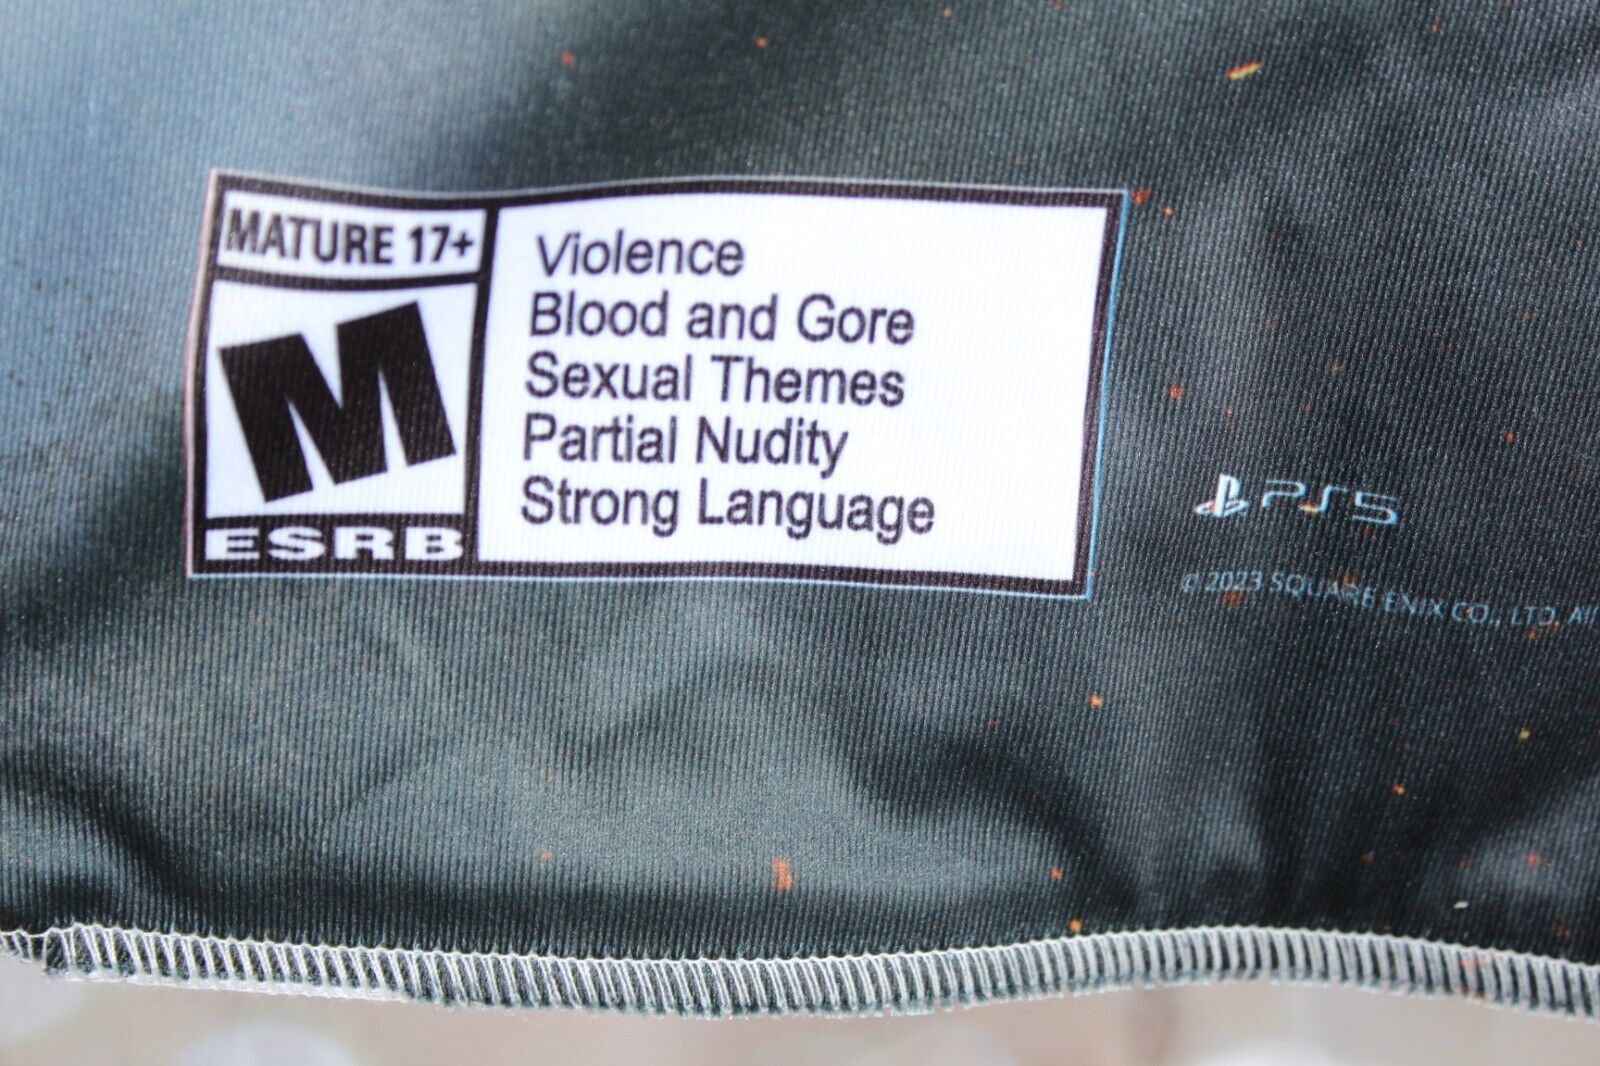 MATURE 17+
M
ESRB
Violence
Blood and Gore
Sexual Themes
Partial Nudity
Strong Language
PS5
© 2023 SQUARE ENIX CO., LTD.